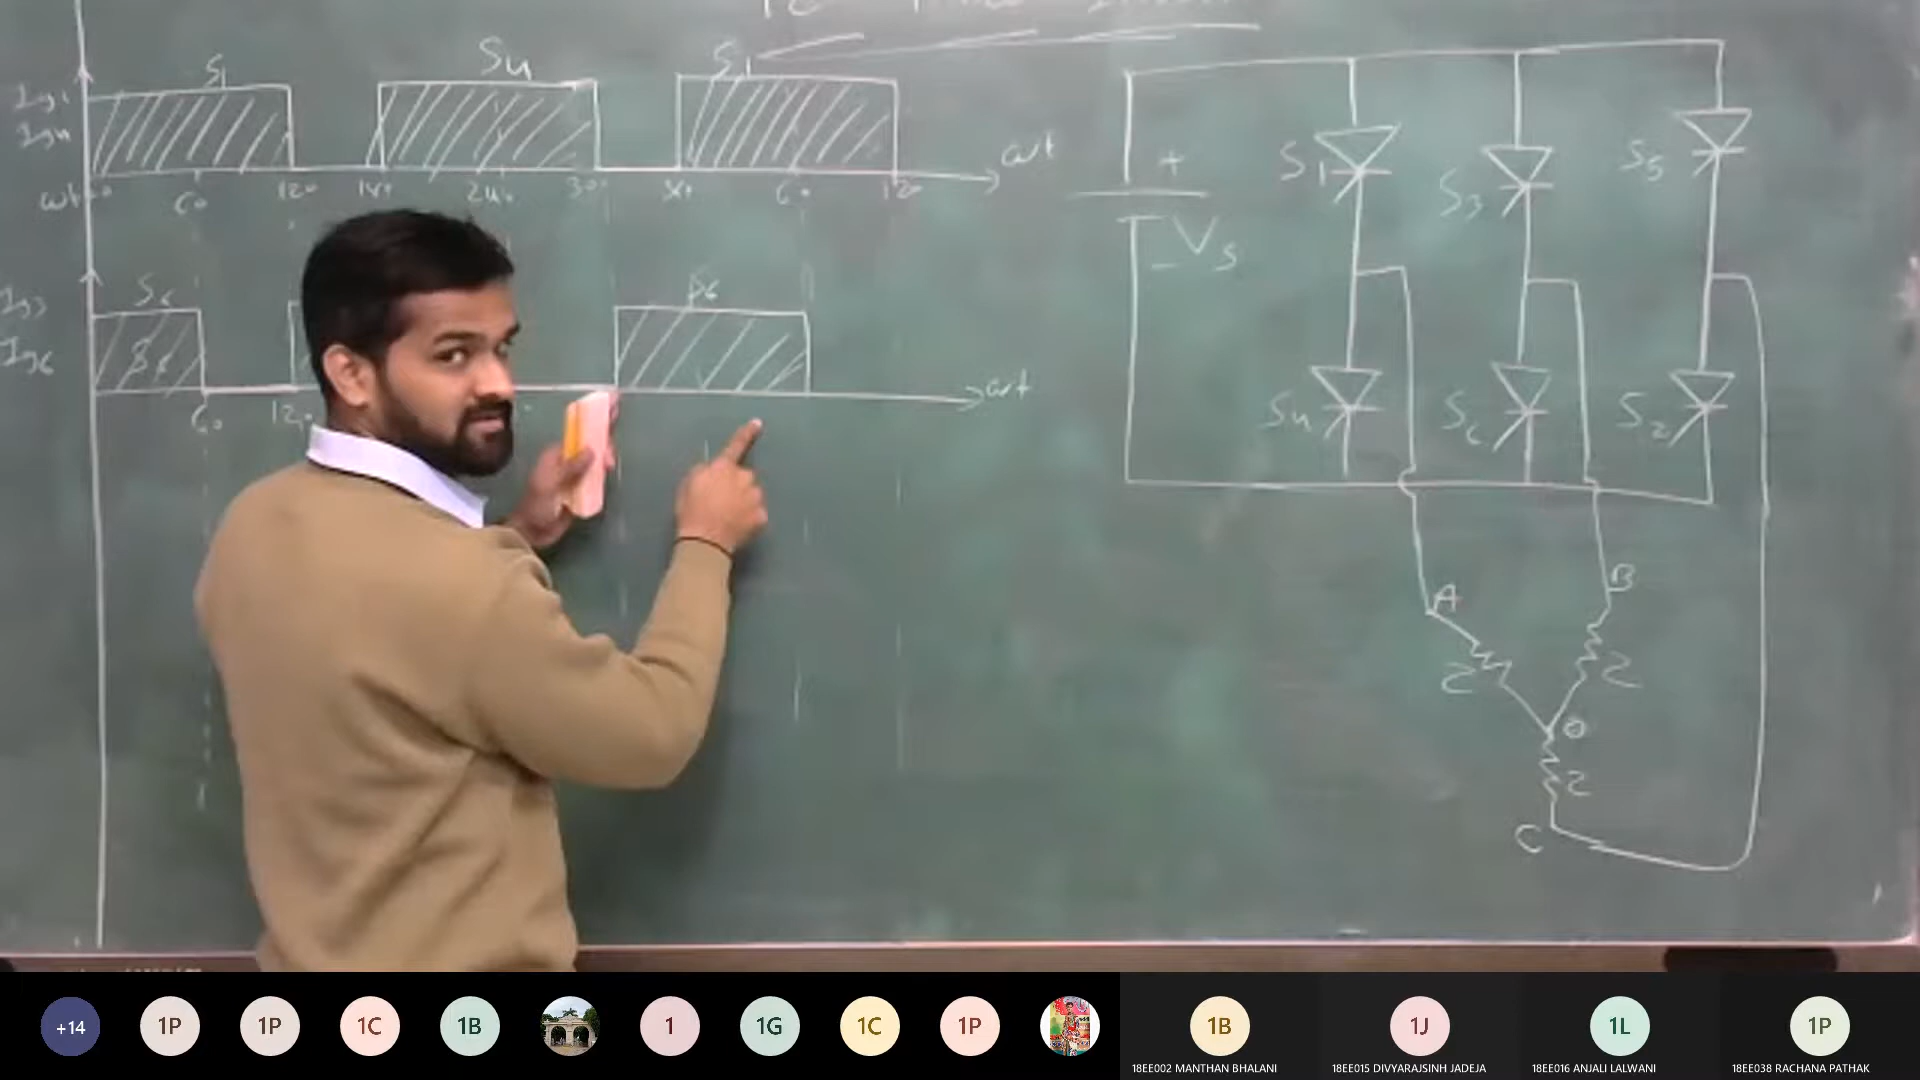 S1 S4 S1
Ig1
Ig4
ωt
60 120 180 240 300 360 60 120
ωt
S6 S6
Ig3
Ig6
60 120
ωt
+
Vs
-
S1 S3 S5
S4 S6 S2
A B
Z Z
O
Z
C
+14 1P 1P 1C 1B 1 1G 1C 1P 1B 1J 1L 1P
18EE002 MANTHAN BHALANI 18EE015 DIVYARAJSINH JADEJA 18EE016 ANJALI LALWANI 18EE038 RACHANA PATHAK